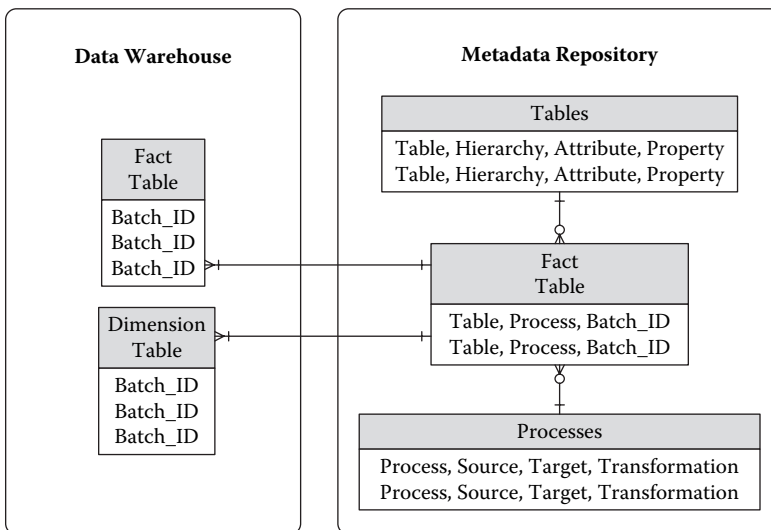 Data Warehouse
Fact
Table
Batch_ID
Batch_ID
Batch_ID
Dimension
Table
Batch_ID
Batch_ID
Batch_ID
Metadata Repository
Tables
Table, Hierarchy, Attribute, Property
Table, Hierarchy, Attribute, Property
Fact
Table
Table, Process, Batch_ID
Table, Process, Batch_ID
Processes
Process, Source, Target, Transformation
Process, Source, Target, Transformation